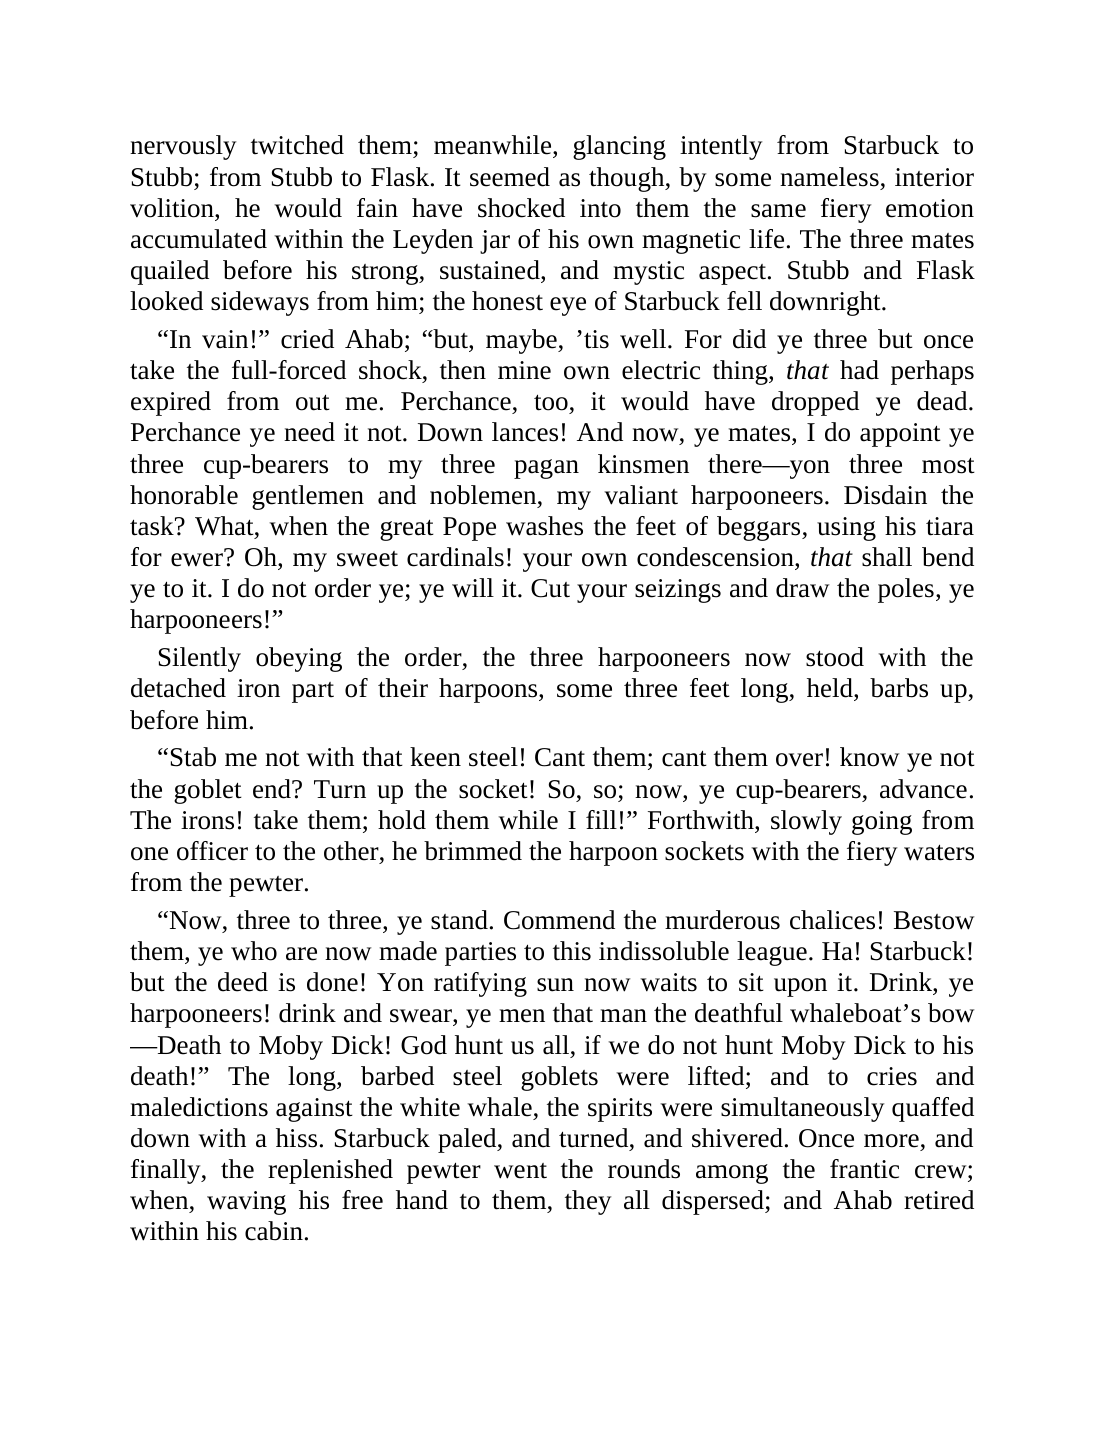 nervously twitched them; meanwhile, glancing intently from Starbuck to
Stubb; from Stubb to Flask. It seemed as though, by some nameless, interior
volition, he would fain have shocked into them the same fiery emotion
accumulated within the Leyden jar of his own magnetic life. The three mates
quailed before his strong, sustained, and mystic aspect. Stubb and Flask
looked sideways from him; the honest eye of Starbuck fell downright.
“In vain!” cried Ahab; “but, maybe, ’tis well. For did ye three but once
take the full-forced shock, then mine own electric thing, that had perhaps
expired from out me. Perchance, too, it would have dropped ye dead.
Perchance ye need it not. Down lances! And now, ye mates, I do appoint ye
three cup-bearers to my three pagan kinsmen there—yon three most
honorable gentlemen and noblemen, my valiant harpooneers. Disdain the
task? What, when the great Pope washes the feet of beggars, using his tiara
for ewer? Oh, my sweet cardinals! your own condescension, that shall bend
ye to it. I do not order ye; ye will it. Cut your seizings and draw the poles, ye
harpooneers!”
Silently obeying the order, the three harpooneers now stood with the
detached iron part of their harpoons, some three feet long, held, barbs up,
before him.
“Stab me not with that keen steel! Cant them; cant them over! know ye not
the goblet end? Turn up the socket! So, so; now, ye cup-bearers, advance.
The irons! take them; hold them while I fill!” Forthwith, slowly going from
one officer to the other, he brimmed the harpoon sockets with the fiery waters
from the pewter.
“Now, three to three, ye stand. Commend the murderous chalices! Bestow
them, ye who are now made parties to this indissoluble league. Ha! Starbuck!
but the deed is done! Yon ratifying sun now waits to sit upon it. Drink, ye
harpooneers! drink and swear, ye men that man the deathful whaleboat’s bow
—Death to Moby Dick! God hunt us all, if we do not hunt Moby Dick to his
death!” The long, barbed steel goblets were lifted; and to cries and
maledictions against the white whale, the spirits were simultaneously quaffed
down with a hiss. Starbuck paled, and turned, and shivered. Once more, and
finally, the replenished pewter went the rounds among the frantic crew;
when, waving his free hand to them, they all dispersed; and Ahab retired
within his cabin.